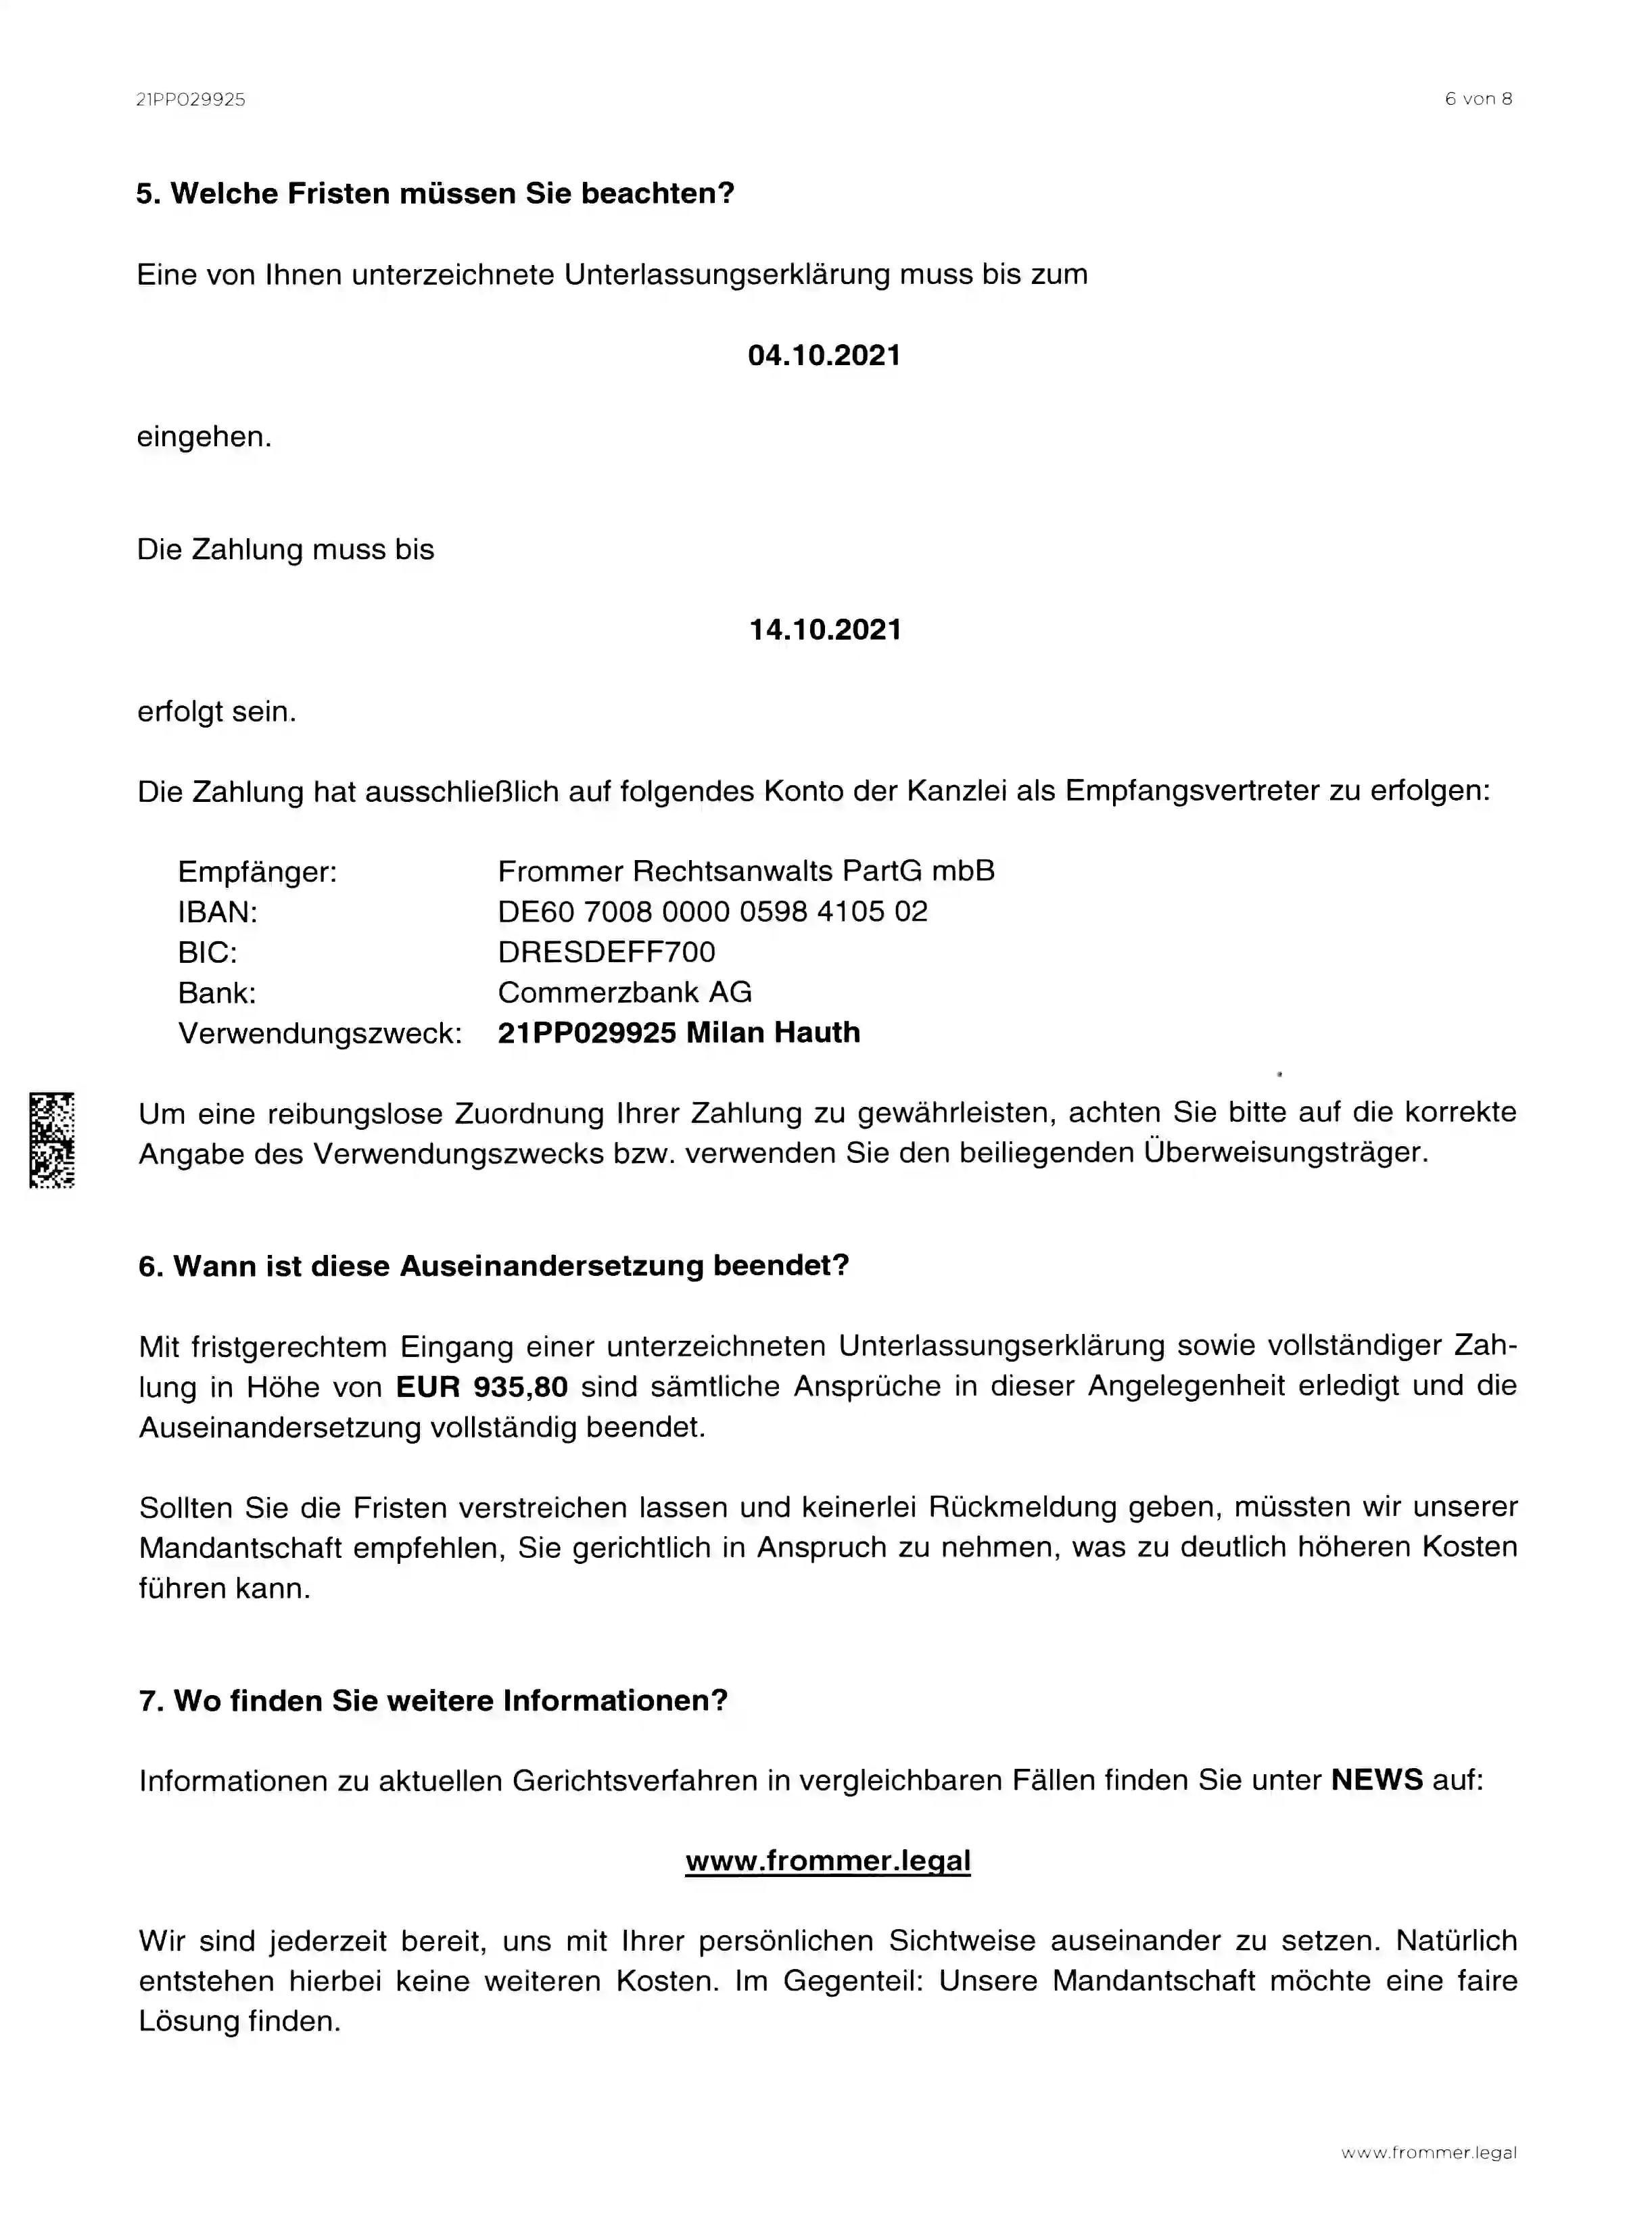 21PP029925
6 von 8
5. Welche Fristen müssen Sie beachten?
Eine von Ihnen unterzeichnete Unterlassungserklärung muss bis zum
04.10.2021
eingehen.
Die Zahlung muss bis
14.10.2021
erfolgt sein.
Die Zahlung hat ausschließlich auf folgendes Konto der Kanzlei als Empfangsvertreter zu erfolgen:
Empfänger: Frommer Rechtsanwalts PartG mbB
IBAN: DE60 7008 0000 0598 4105 02
BIC: DRESDEFF700
Bank: Commerzbank AG
Verwendungszweck: 21PP029925 Milan Hauth
Um eine reibungslose Zuordnung Ihrer Zahlung zu gewährleisten, achten Sie bitte auf die korrekte
Angabe des Verwendungszwecks bzw. verwenden Sie den beiliegenden Überweisungsträger.
6. Wann ist diese Auseinandersetzung beendet?
Mit fristgerechtem Eingang einer unterzeichneten Unterlassungserklärung sowie vollständiger Zah-
lung in Höhe von EUR 935,80 sind sämtliche Ansprüche in dieser Angelegenheit erledigt und die
Auseinandersetzung vollständig beendet.
Sollten Sie die Fristen verstreichen lassen und keinerlei Rückmeldung geben, müssten wir unserer
Mandantschaft empfehlen, Sie gerichtlich in Anspruch zu nehmen, was zu deutlich höheren Kosten
führen kann.
7. Wo finden Sie weitere Informationen?
Informationen zu aktuellen Gerichtsverfahren in vergleichbaren Fällen finden Sie unter NEWS auf:
www.frommer.legal
Wir sind jederzeit bereit, uns mit Ihrer persönlichen Sichtweise auseinander zu setzen. Natürlich
entstehen hierbei keine weiteren Kosten. Im Gegenteil: Unsere Mandantschaft möchte eine faire
Lösung finden.
www.frommer.legal